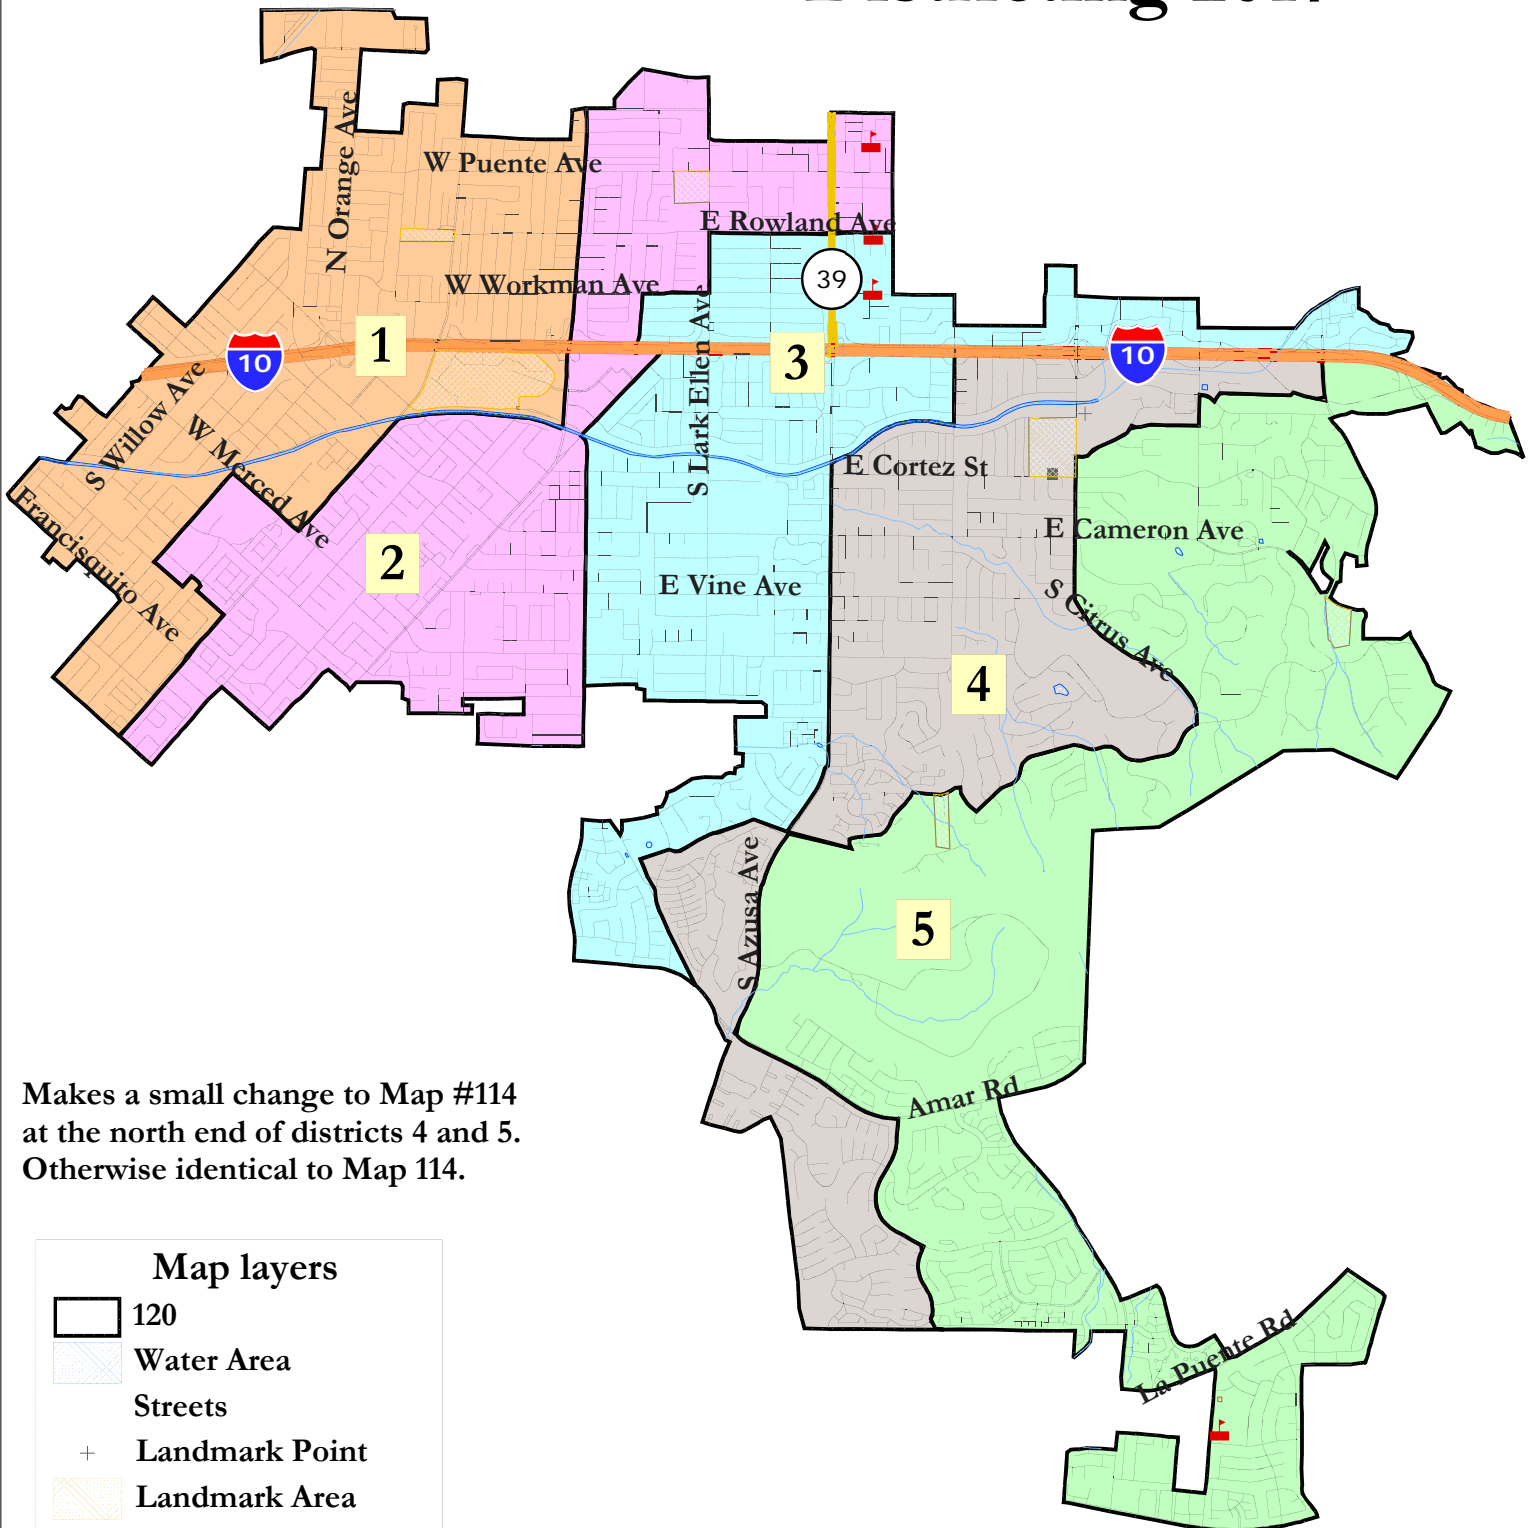 N Orange Ave
W Puente Ave
E Rowland Ave
W Workman Ave
39
10
1
3
10
S Lark Ellen Ave
S Willow Ave
W Merced Ave
E Cortez St
Francisquito Ave
E Cameron Ave
2
E Vine Ave
S Citrus Ave
4
S Azusa Ave
5
Amar Rd
Makes a small change to Map #114
at the north end of districts 4 and 5.
Otherwise identical to Map 114.
La Puente Rd
Map layers
120
Water Area
Streets
Landmark Point
Landmark Area